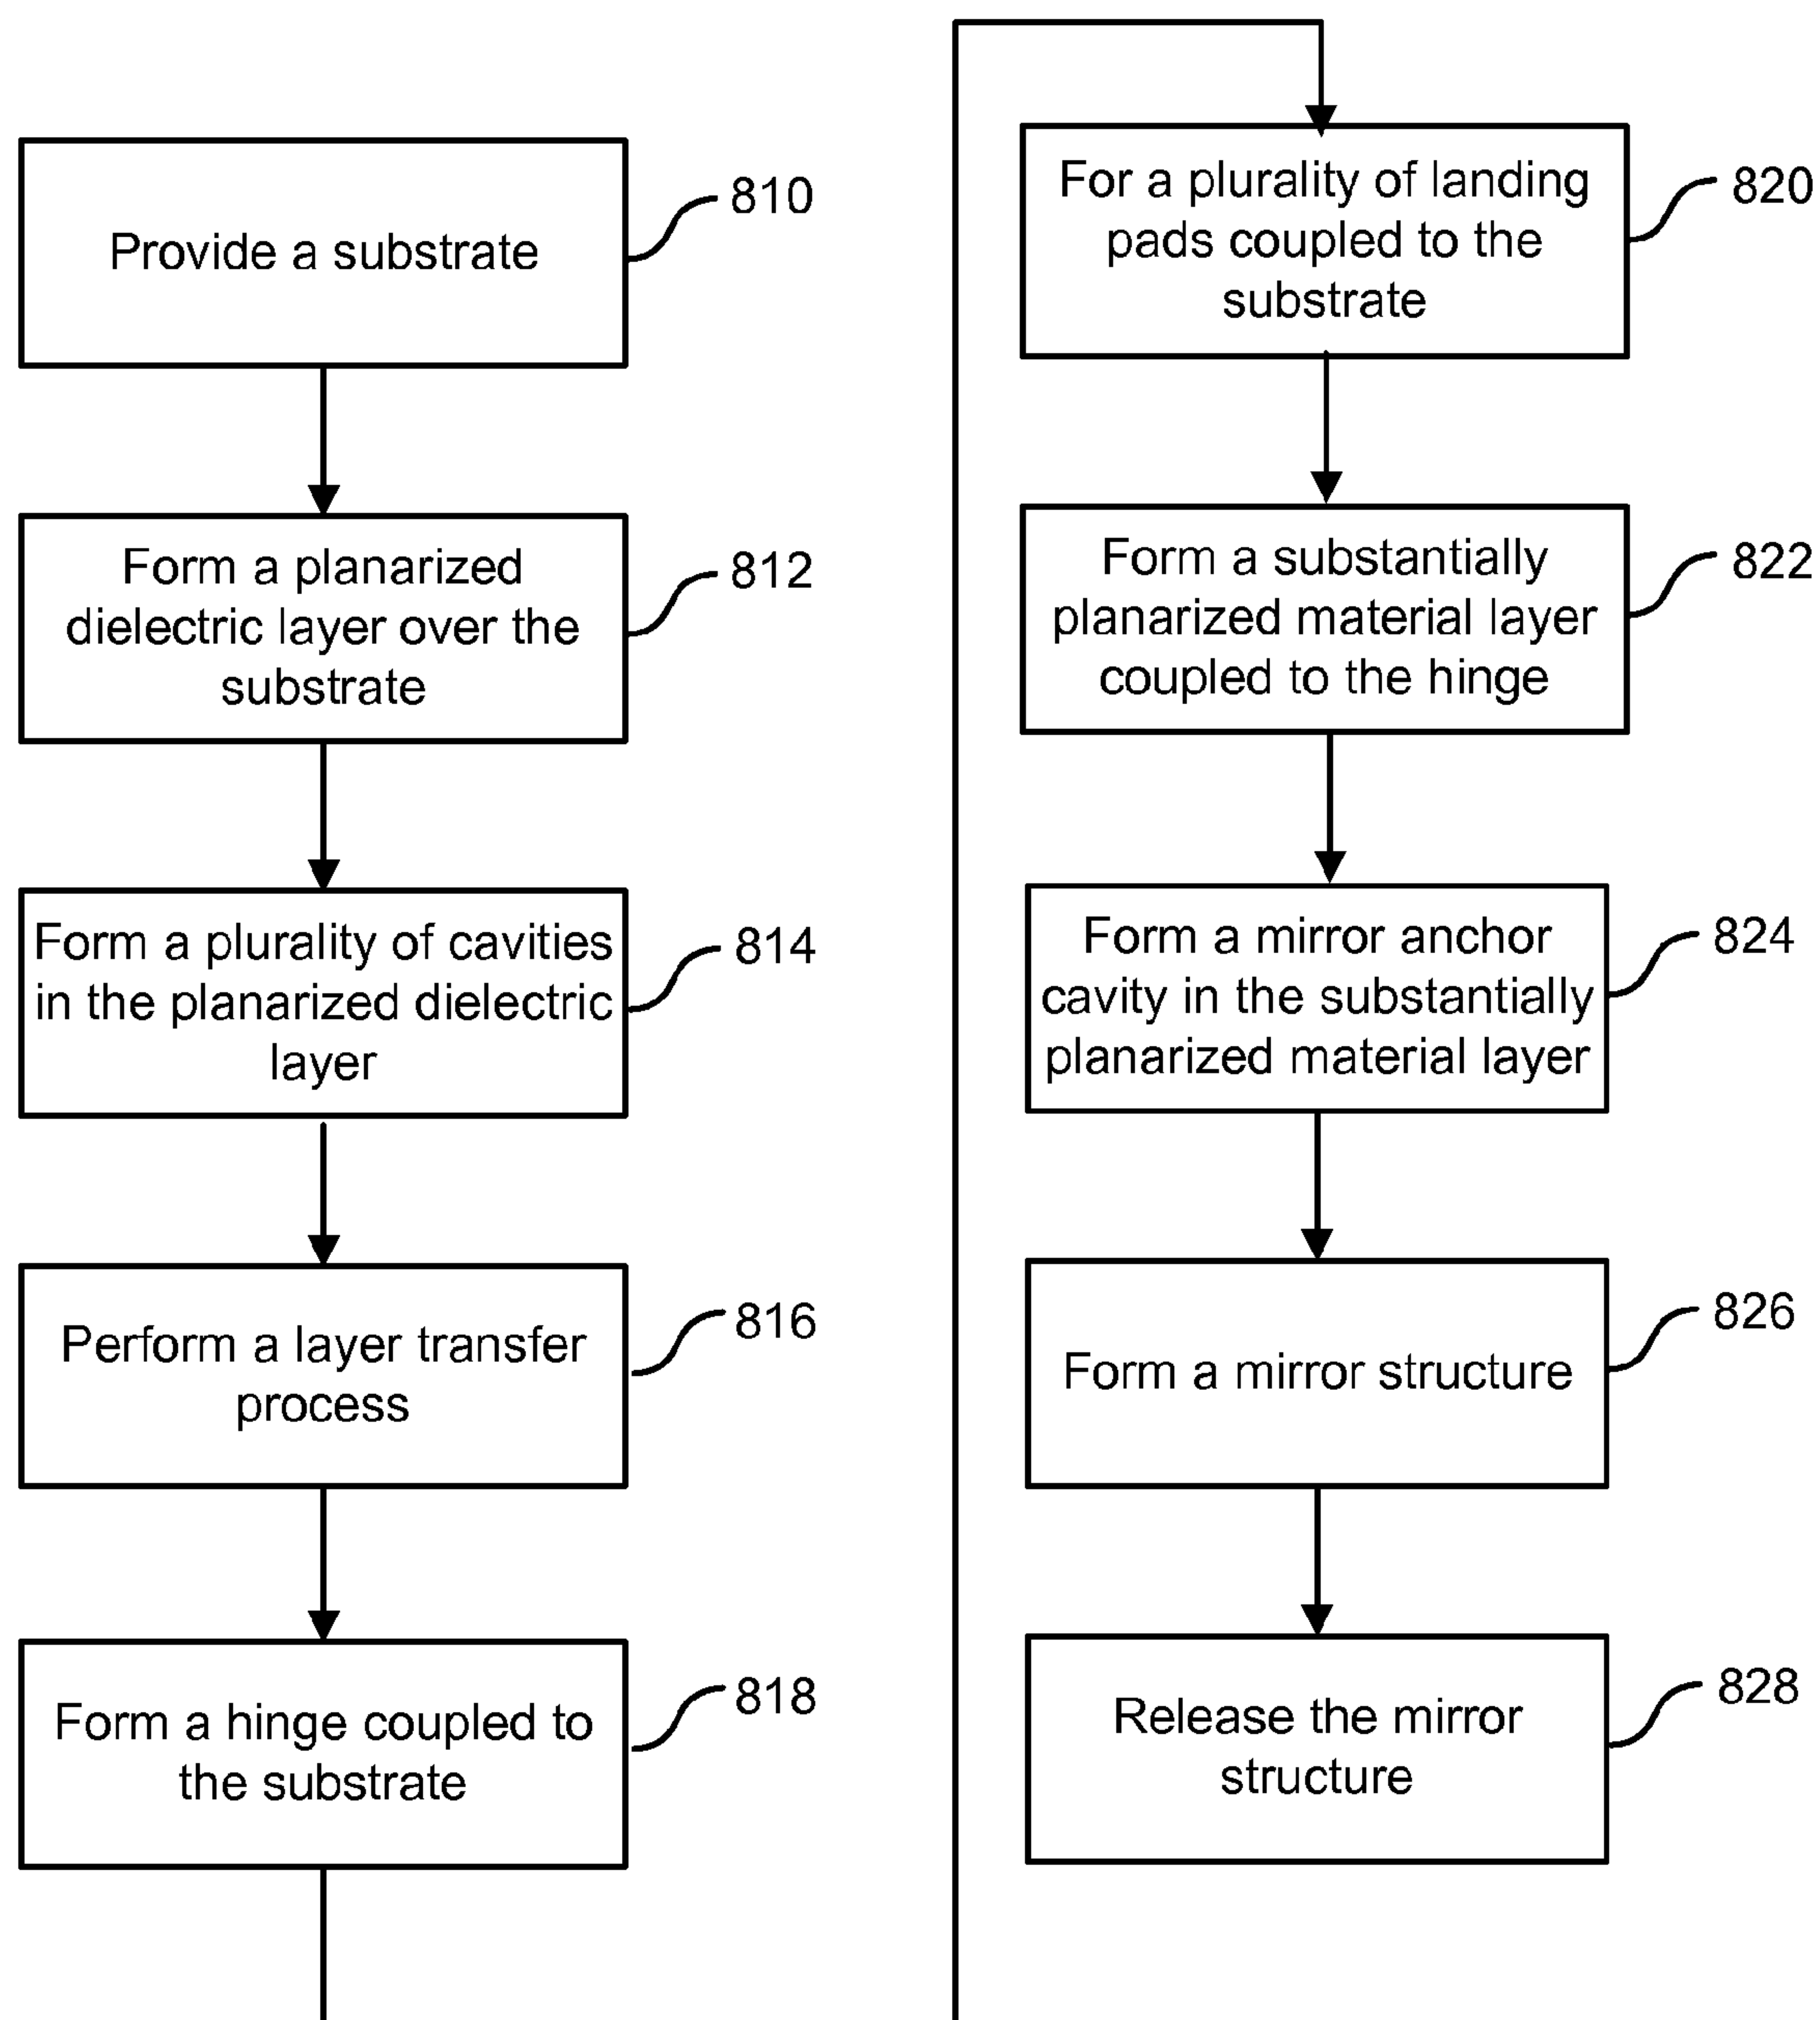 Provide a substrate
810
Form a planarized
dielectric layer over the
substrate
812
Form a plurality of cavities
in the planarized dielectric
layer
814
Perform a layer transfer
process
816
Form a hinge coupled to
the substrate
818
For a plurality of landing
pads coupled to the
substrate
820
Form a substantially
planarized material layer
coupled to the hinge
822
Form a mirror anchor
cavity in the substantially
planarized material layer
824
Form a mirror structure
826
Release the mirror
structure
828